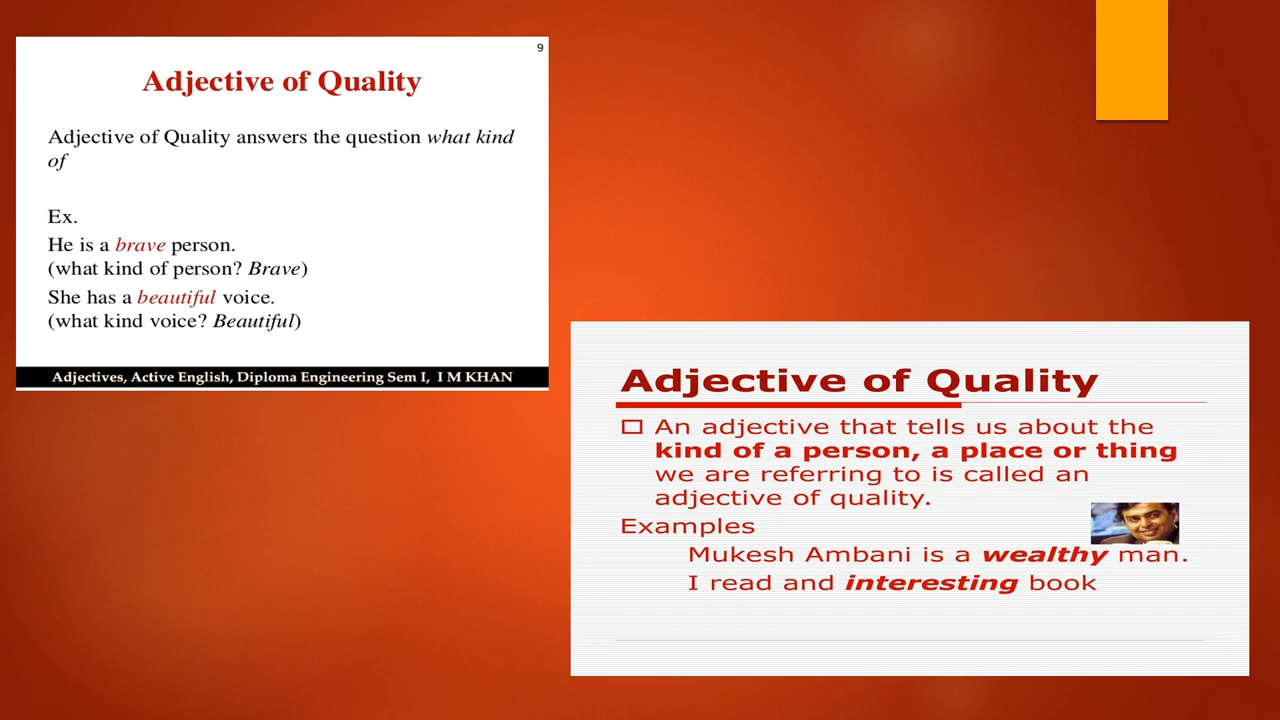 9
Adjective of Quality
Adjective of Quality answers the question what kind
of
Ex.
He is a brave person.
(what kind of person? Brave)
She has a beautiful voice.
(what kind voice? Beautiful)
Adjectives, Active English, Diploma Engineering Sem I, I M KHAN
Adjective of Quality
An adjective that tells us about the
kind of a person, a place or thing
we are referring to is called an
adjective of quality.
Examples
Mukesh Ambani is a wealthy man.
I read and interesting book